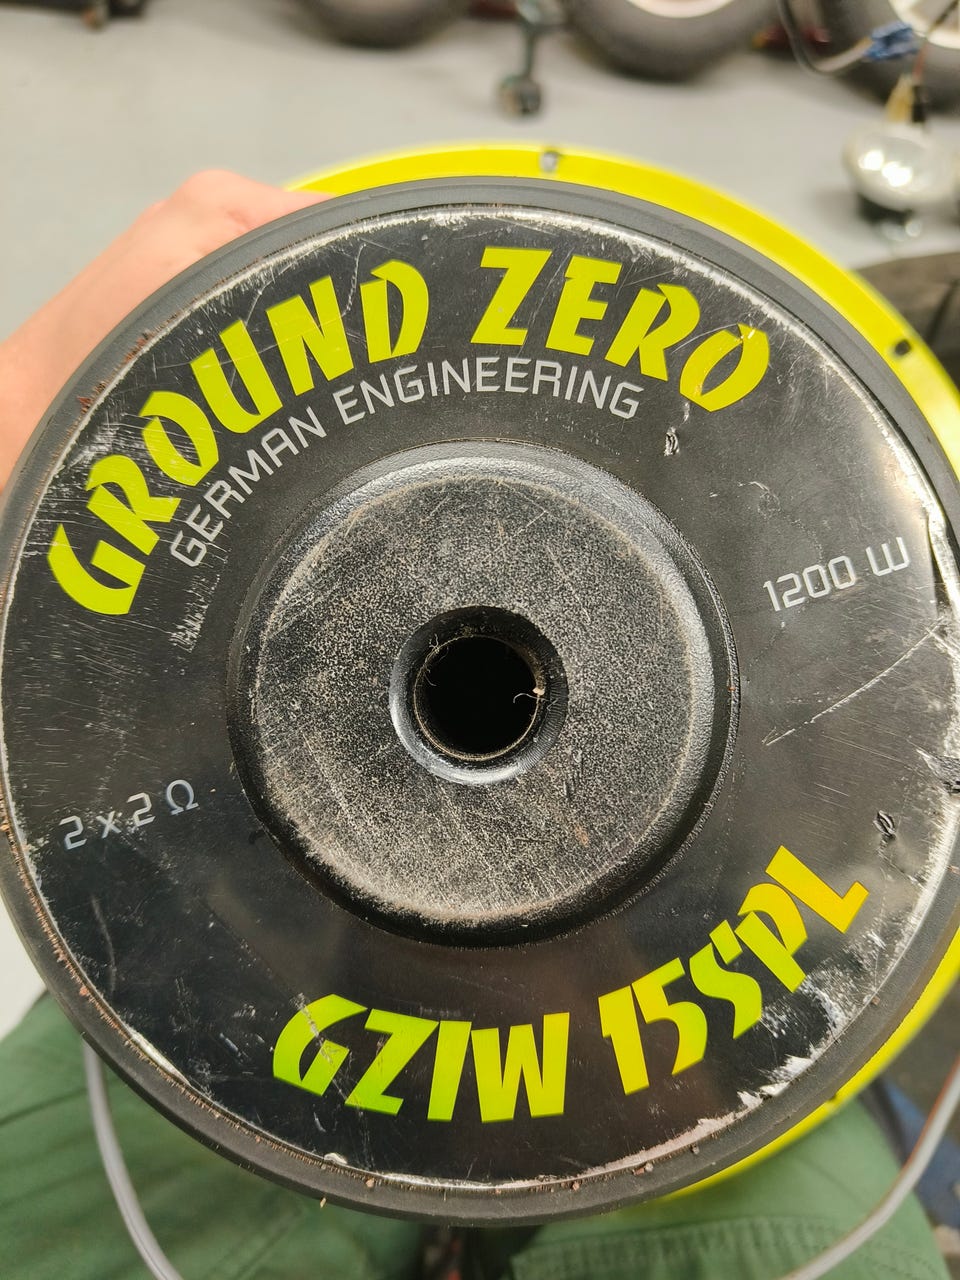 GROUND ZERO
GERMAN ENGINEERING
1200 W
2 x 2 Ω
GZIW 15SPL